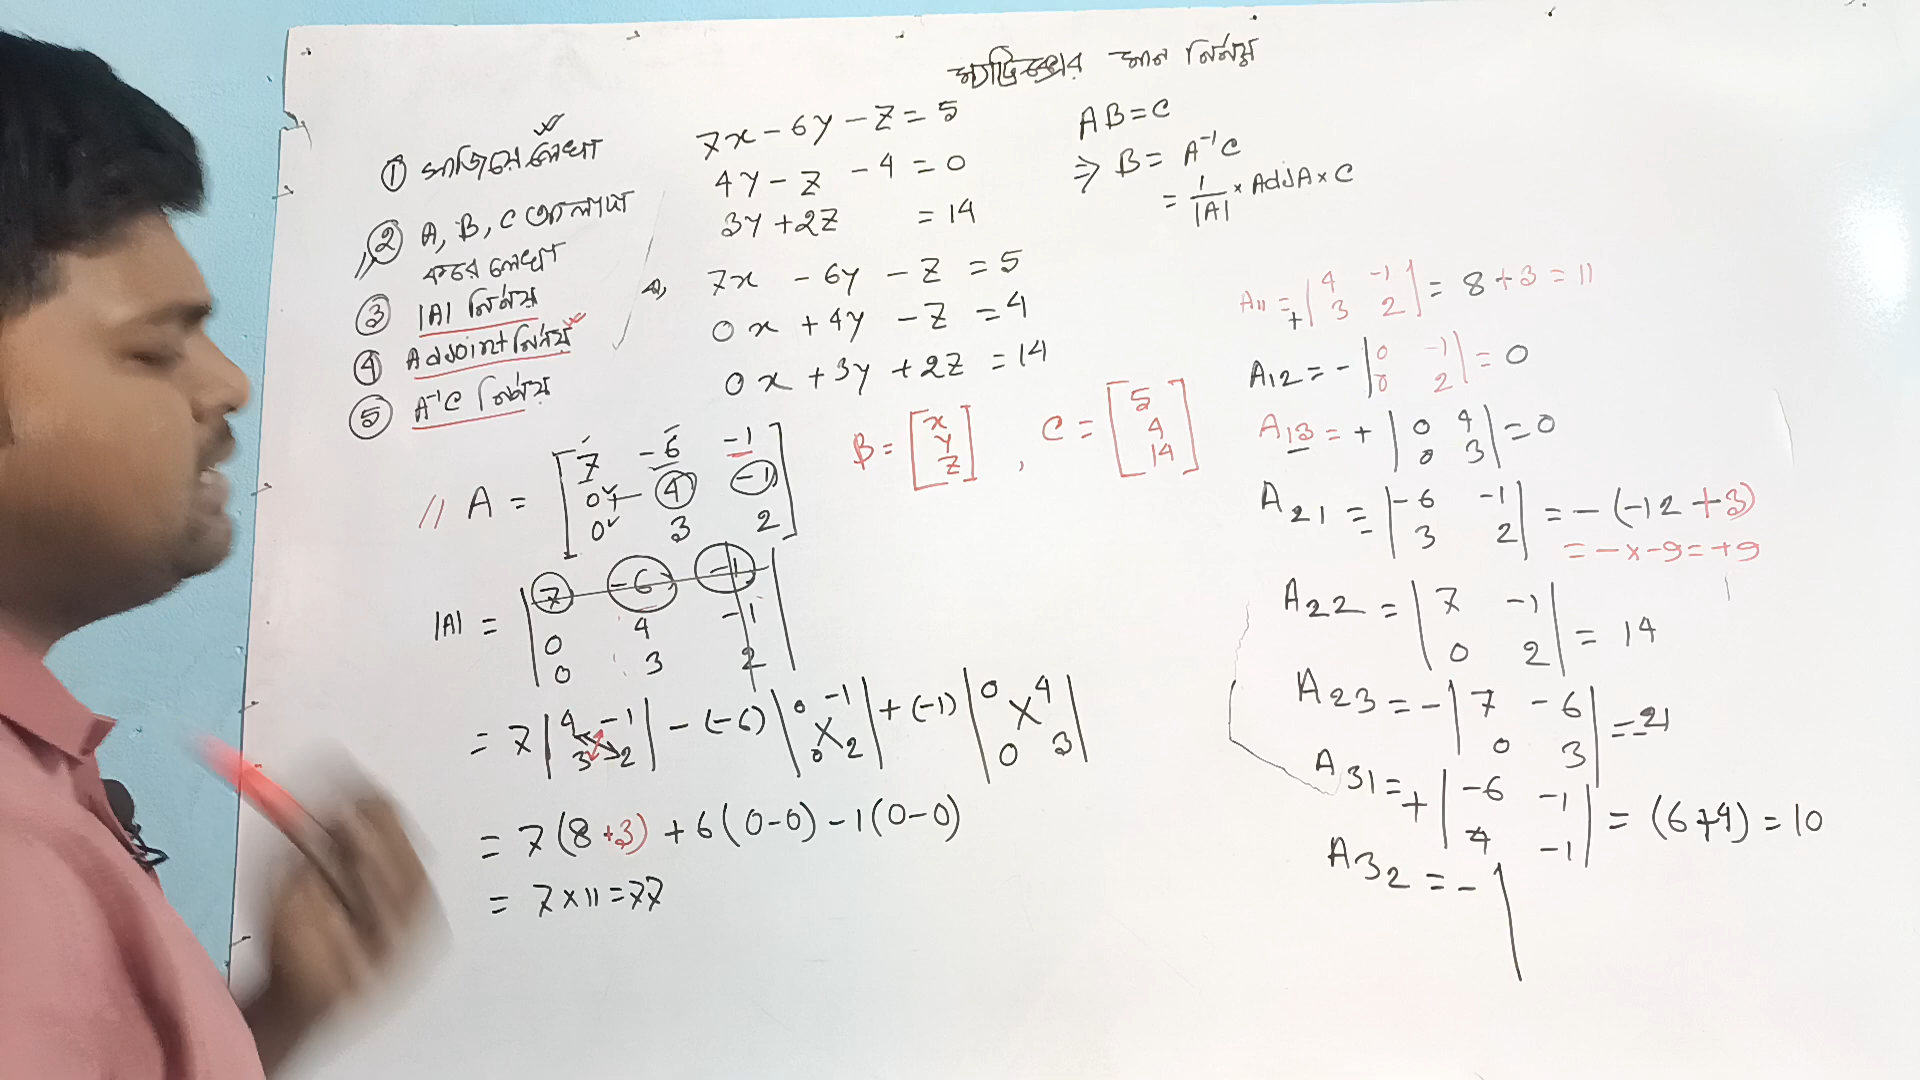 মান নির্ণয়
① সাজিয়ে লেখা
② A, B, C আলাদা
করে লেখা
③ |A| নির্ণয়
④ Adjoint নির্ণয়
⑤ A⁻¹C নির্ণয়
7x - 6y - z = 5
4y - z - 4 = 0
3y + 2z = 14
বা, 7x - 6y - z = 5
0x + 4y - z = 4
0x + 3y + 2z = 14
AB = C
⇒ B = A⁻¹C
= 1/|A| × AdjA × C
// A = [7 -6 -1
0 4 -1
0 3 2]
B = [x
y
z] , C = [5
4
14]
|A| = |7 -6 -1
0 4 -1
0 3 2|
= 7 |4 -1
3 2| - (-6) |0 -1
0 2| + (-1) |0 4
0 3|
= 7 (8 + 3) + 6 (0-0) - 1 (0-0)
= 7 × 11 = 77
A11 = + |4 -1
3 2| = 8 + 3 = 11
A12 = - |0 -1
0 2| = 0
A13 = + |0 4
0 3| = 0
A21 = - |-6 -1
3 2| = - (-12 + 3)
= - × -9 = +9
A22 = |7 -1
0 2| = 14
A23 = - |7 -6
0 3| = -21
A31 = + |-6 -1
4 -1| = (6+4) = 10
A32 = - |